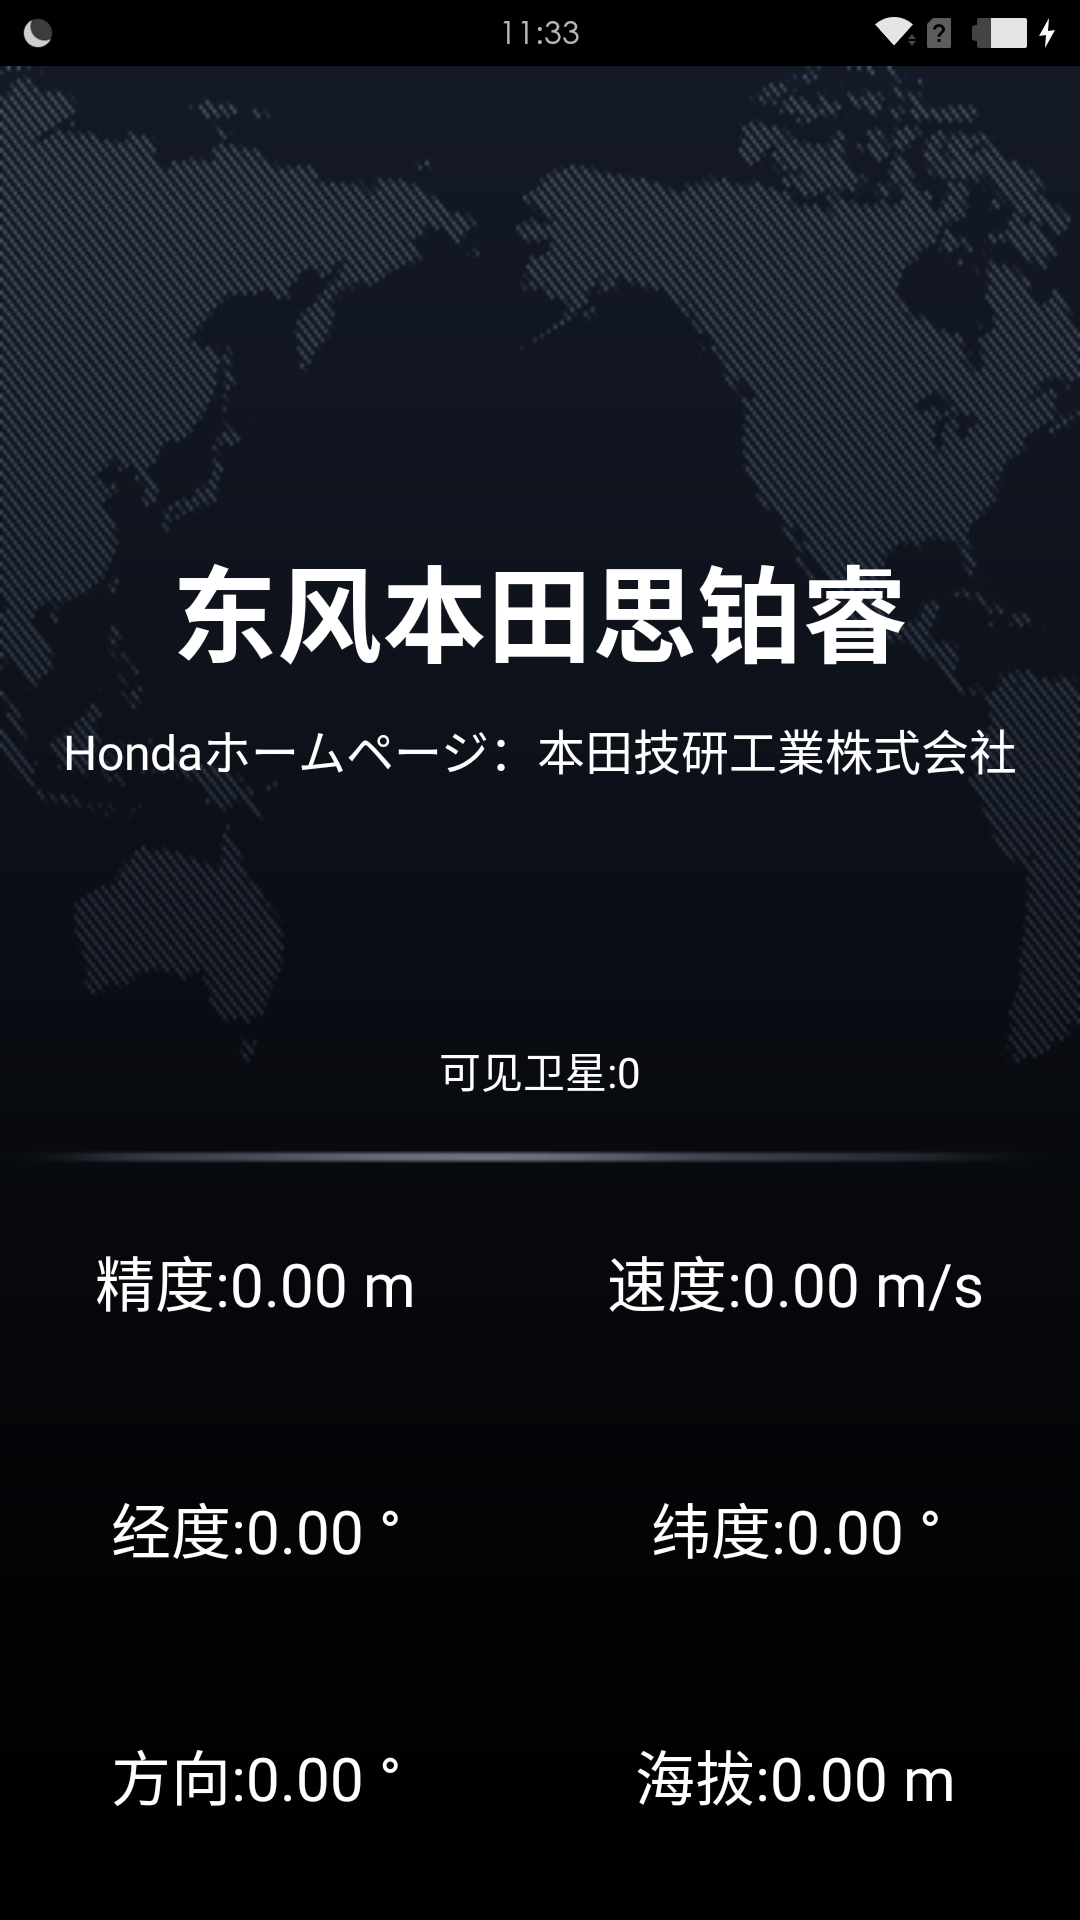 11:33
东风本田思铂睿
Hondaホームページ：本田技研工業株式会社
可见卫星:0
精度:0.00 m
速度:0.00 m/s
经度:0.00 °
纬度:0.00 °
方向:0.00 °
海拔:0.00 m